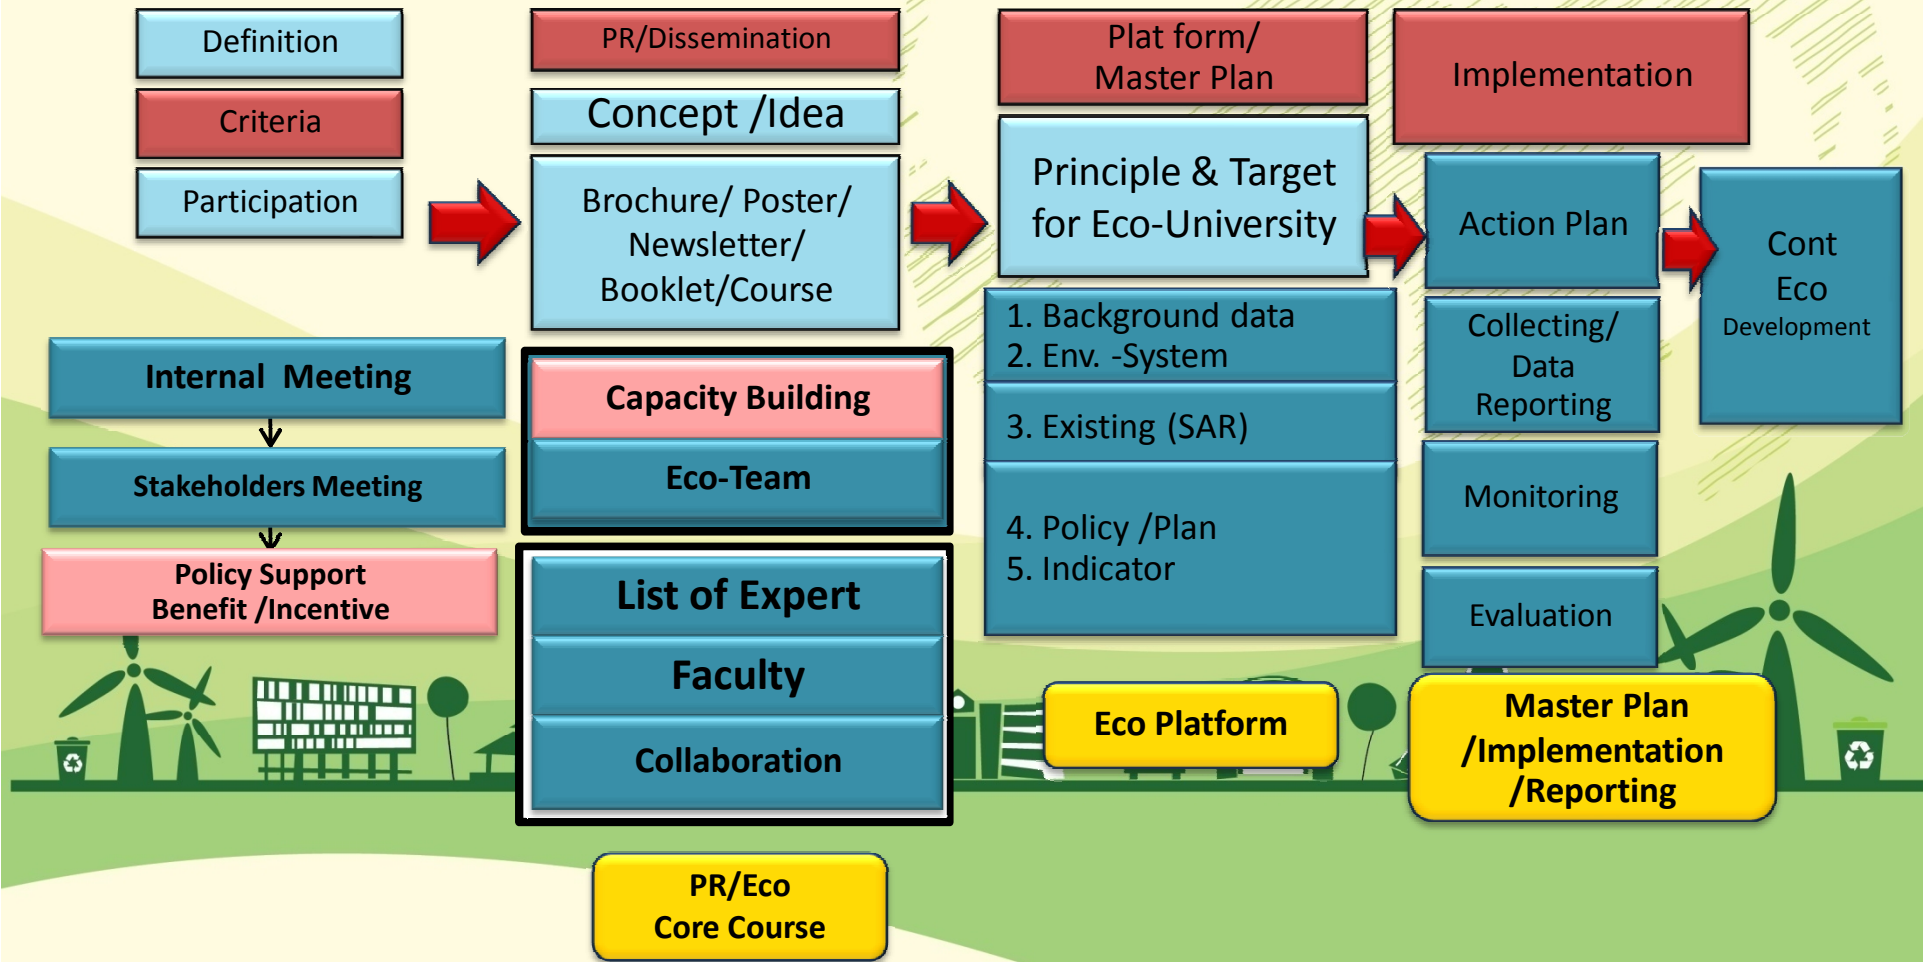 Definition
Criteria
Participation
Internal Meeting
Stakeholders Meeting
Policy Support
Benefit /Incentive
PR/Dissemination
Concept /Idea
Brochure/ Poster/
Newsletter/
Booklet/Course
Capacity Building
Eco-Team
List of Expert
Faculty
Collaboration
PR/Eco
Core Course
Plat form/
Master Plan
Principle & Target
for Eco-University
1. Background data
2. Env. -System
3. Existing (SAR)
4. Policy /Plan
5. Indicator
Eco Platform
Implementation
Action Plan
Collecting/
Data
Reporting
Monitoring
Evaluation
Master Plan
/Implementation
/Reporting
Cont
Eco
Development